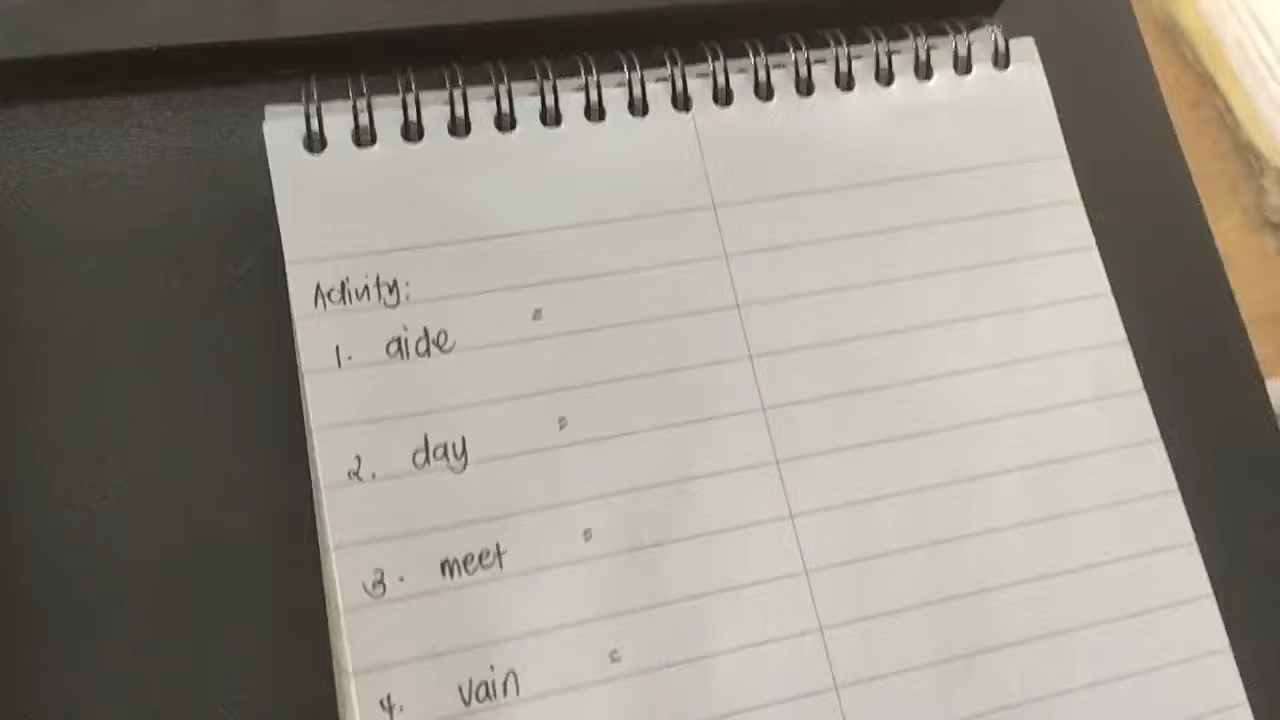 Activity:
1. aide
2. day
3. meet
4. vain